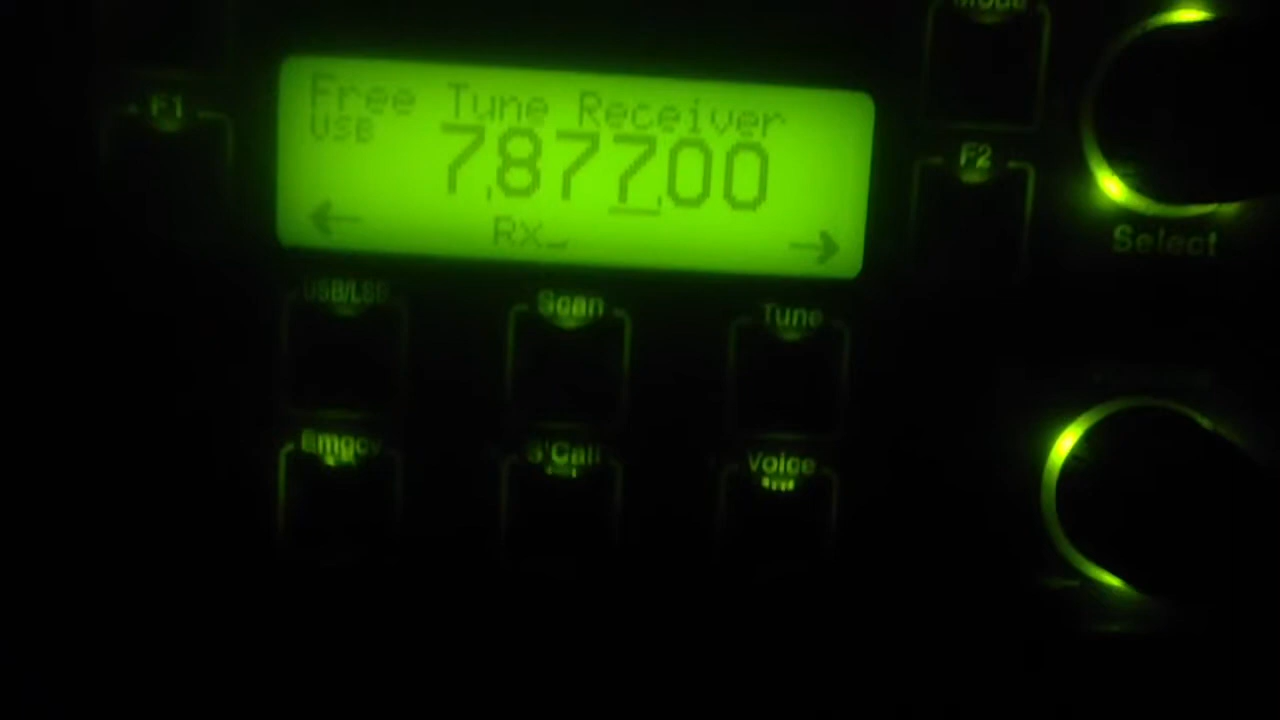 Mode
F1
Free Tune Receiver
USB
7,877.00
F2
← Rx →
Select
USB/LSB
Scan
Tune
Emgcy
S'Call
Voice